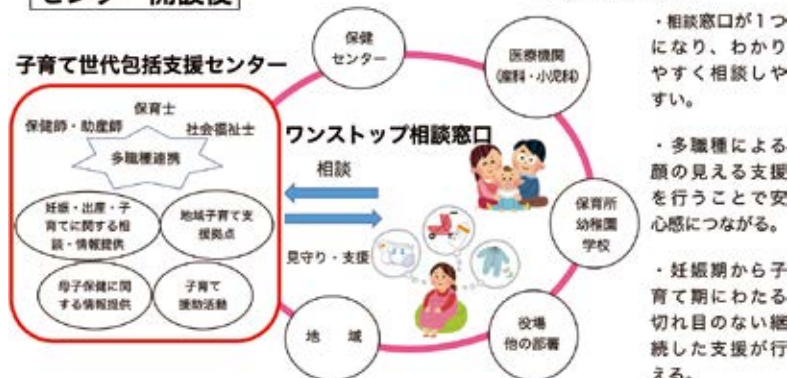 センター開設後
子育て世代包括支援センター
保育士
保健師・助産師
社会福祉士
多職種連携
妊娠・出産・子
育てに関する相
談・情報提供
地域子育て支
援拠点
母子保健に関
する情報提供
子育て
援助活動
ワンストップ相談窓口
相談
見守り・支援
保健
センター
医療機関
(産科・小児科)
保育所
幼稚園
学校
役場
他の部署
地 域
・相談窓口が１つ
になり、わかり
やすく相談しや
すい。
・多職種による
顔の見える支援
を行うことで安
心感につながる。
・妊娠期から子
育て期にわたる
切れ目のない継
続した支援が行
える。